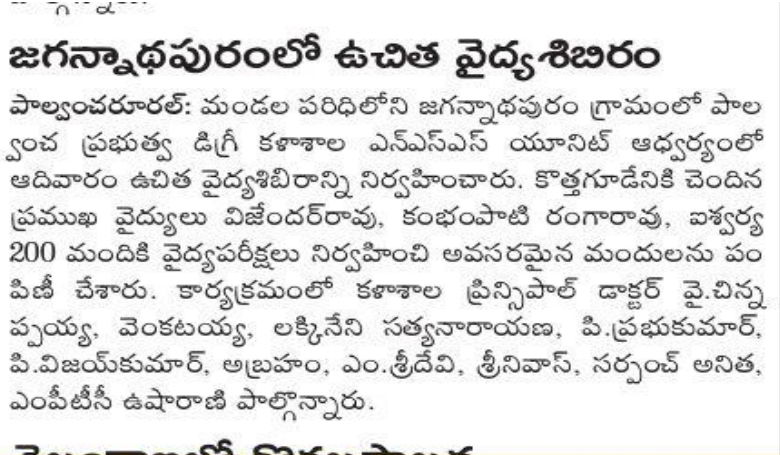 జగన్నాథపురంలో ఉచిత వైద్యశిబిరం
పాల్వంచరూరల్: మండల పరిధిలోని జగన్నాథపురం గ్రామంలో పాల
్వంచ ప్రభుత్వ డిగ్రీ కళాశాల ఎన్ఎస్ఎస్ యూనిట్ ఆధ్వర్యంలో
ఆదివారం ఉచిత వైద్యశిబిరాన్ని నిర్వహించారు. కొత్తగూడేనికి చెందిన
ప్రముఖ వైద్యులు విజేందర్‌రావు, కంభంపాటి రంగారావు, ఐశ్వర్య
200 మందికి వైద్యపరీక్షలు నిర్వహించి అవసరమైన మందులను పం
పిణీ చేశారు. కార్యక్రమంలో కళాశాల ప్రిన్సిపాల్ డాక్టర్ వై.చిన్న
ప్పయ్య, వెంకటయ్య, లక్కినేని సత్యనారాయణ, పి.ప్రభుకుమార్,
పి.విజయ్‌కుమార్, అబ్రహం, ఎం.శ్రీదేవి, శ్రీనివాస్, సర్పంచ్ అనిత,
ఎంపీటీసీ ఉషారాణి పాల్గొన్నారు.